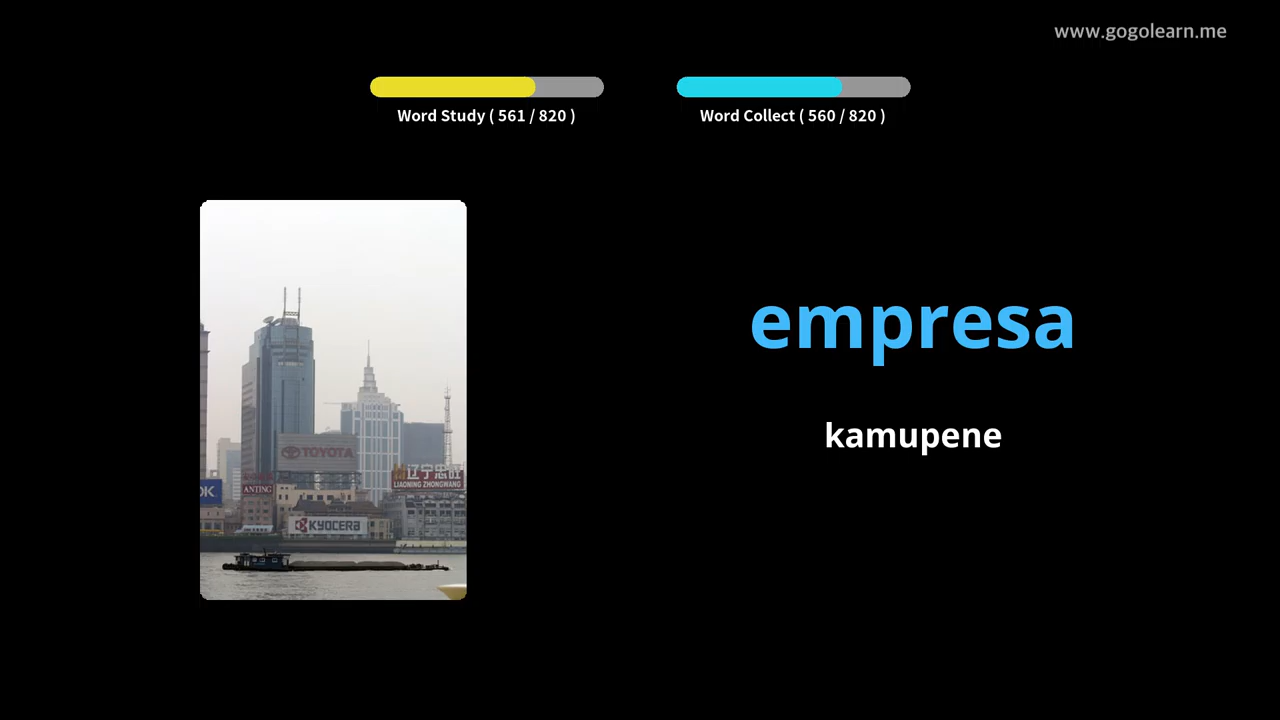 www.gogolearn.me
Word Study ( 561 / 820 )
Word Collect ( 560 / 820 )
empresa
kamupene
TOYOTA
辽宁忠旺
LIAONING ZHONGWANG
OK
ANTING
KYOCERA